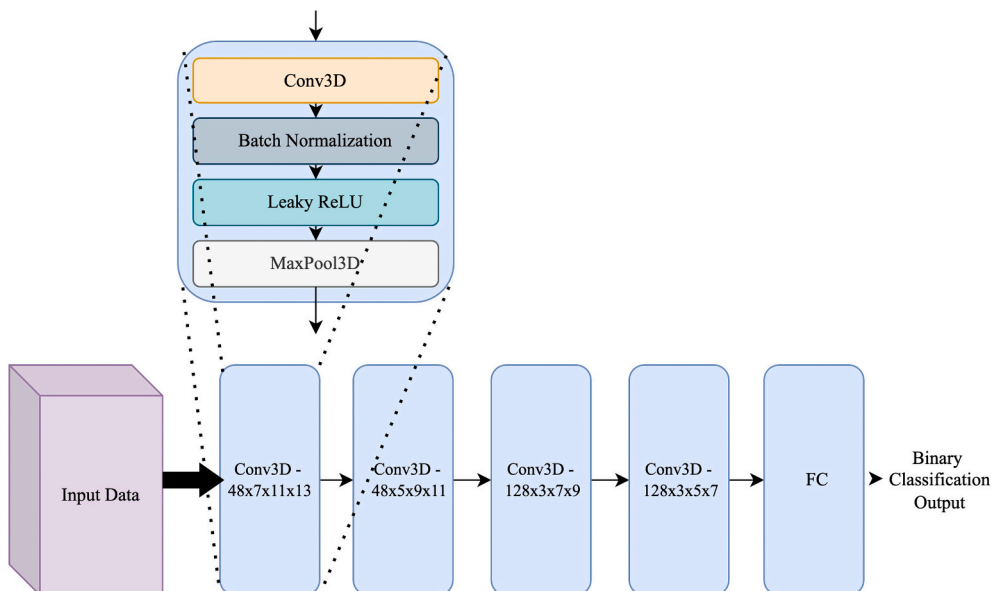 Conv3D
Batch Normalization
Leaky ReLU
MaxPool3D
Input Data
Conv3D -
48x7x11x13
Conv3D -
48x5x9x11
Conv3D -
128x3x7x9
Conv3D -
128x3x5x7
FC
Binary
Classification
Output